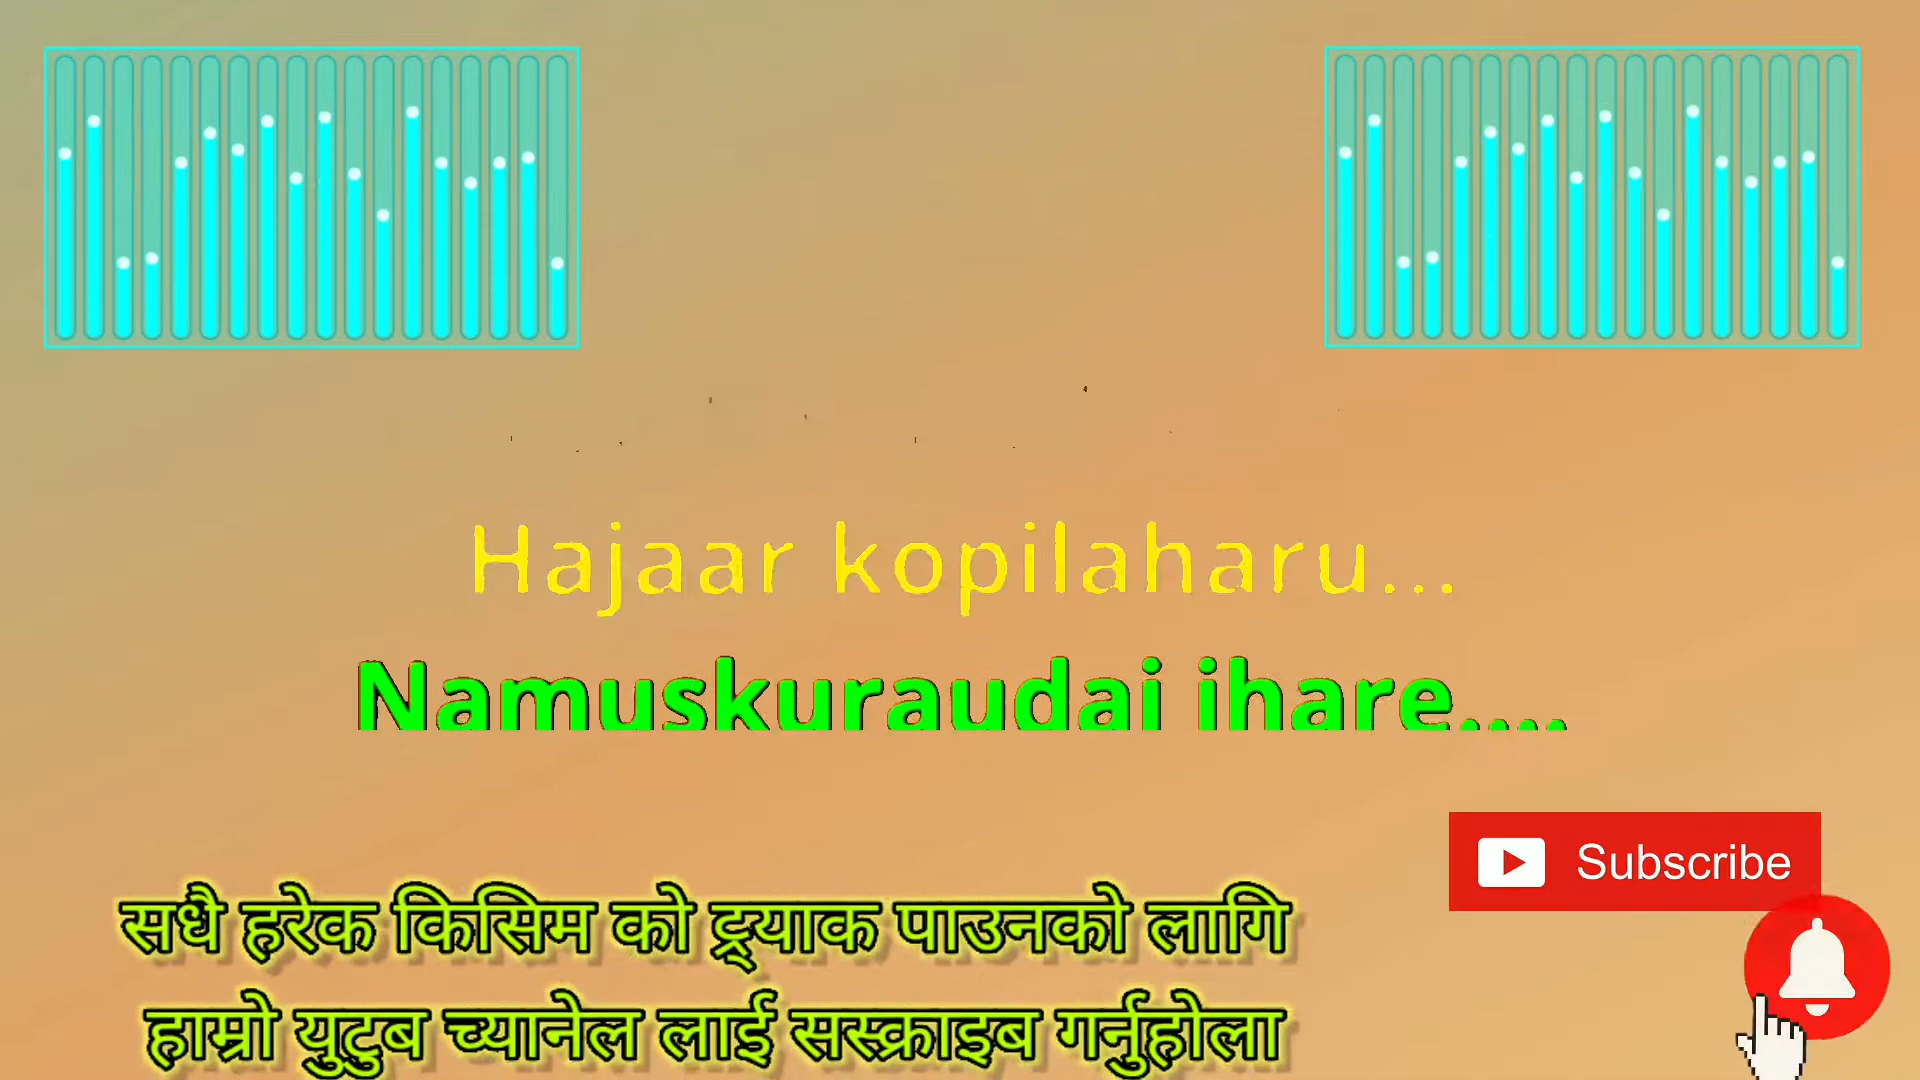 Hajaar kopilaharu...
Namuskuraudai ihare....
Subscribe
सधै हरेक किसिम को ट्र्याक पाउनको लागि
हाम्रो युटुब च्यानेल लाई सस्क्राइब गर्नुहोला